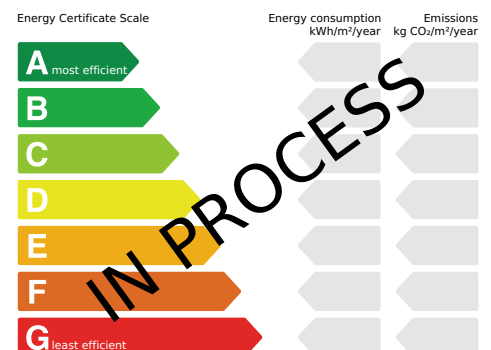 Energy Certificate Scale
Energy consumption
kWh/m²/year
Emissions
kg CO₂/m²/year
A most efficient
B
C
D
E
F
G least efficient
IN PROCESS